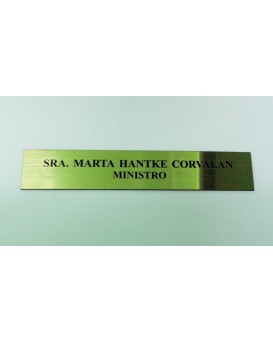 SRA. MARTA HANTKE CORVALAN
MINISTRO